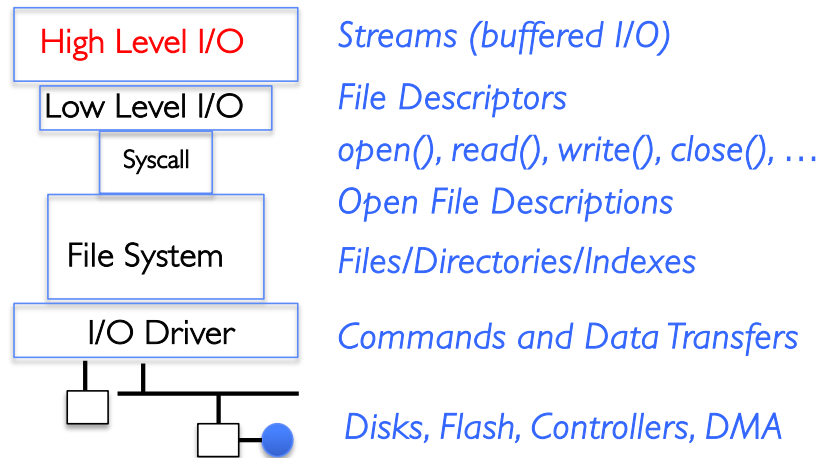 High Level I/O Streams (buffered I/O)
Low Level I/O File Descriptors
Syscall open(), read(), write(), close(), …
Open File Descriptions
File System Files/Directories/Indexes
I/O Driver Commands and Data Transfers
Disks, Flash, Controllers, DMA